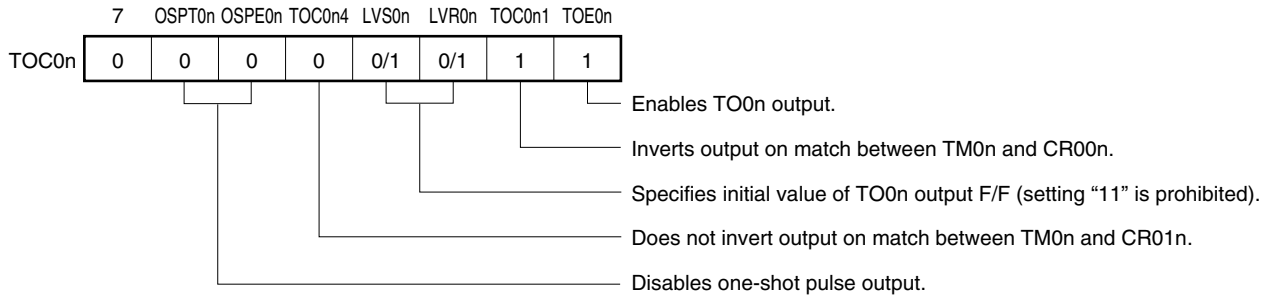 7 OSPT0n OSPE0n TOC0n4 LVS0n LVR0n TOC0n1 TOE0n
TOC0n 0 0 0 0 0/1 0/1 1 1
Enables TO0n output.
Inverts output on match between TM0n and CR00n.
Specifies initial value of TO0n output F/F (setting “11” is prohibited).
Does not invert output on match between TM0n and CR01n.
Disables one-shot pulse output.